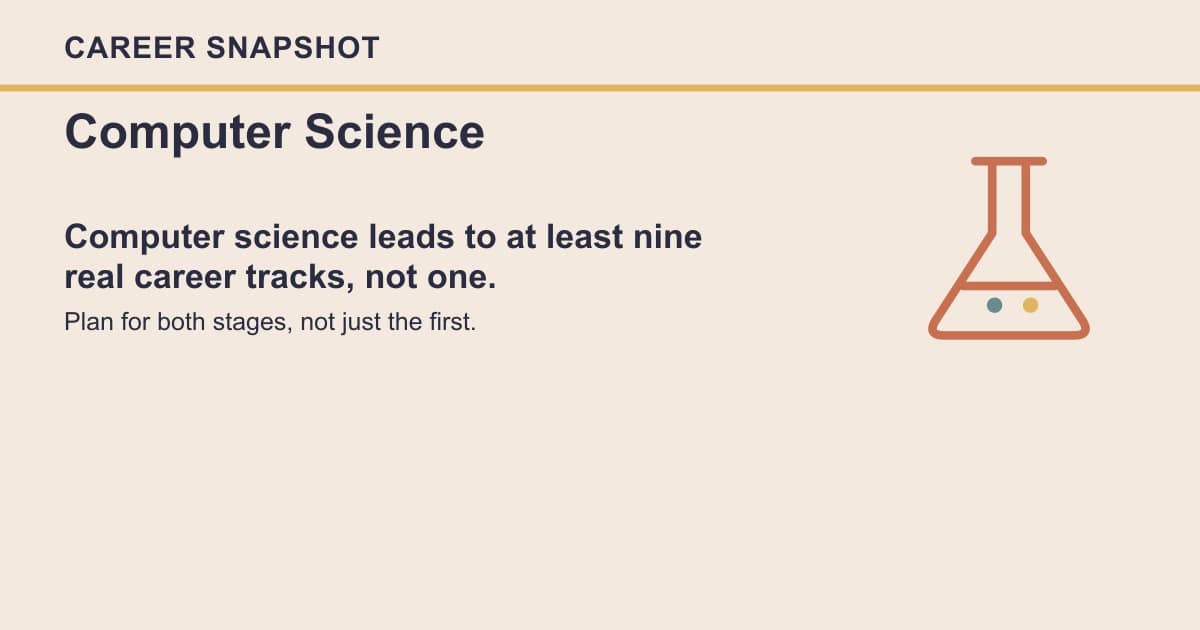 CAREER SNAPSHOT
Computer Science
Computer science leads to at least nine
real career tracks, not one.
Plan for both stages, not just the first.